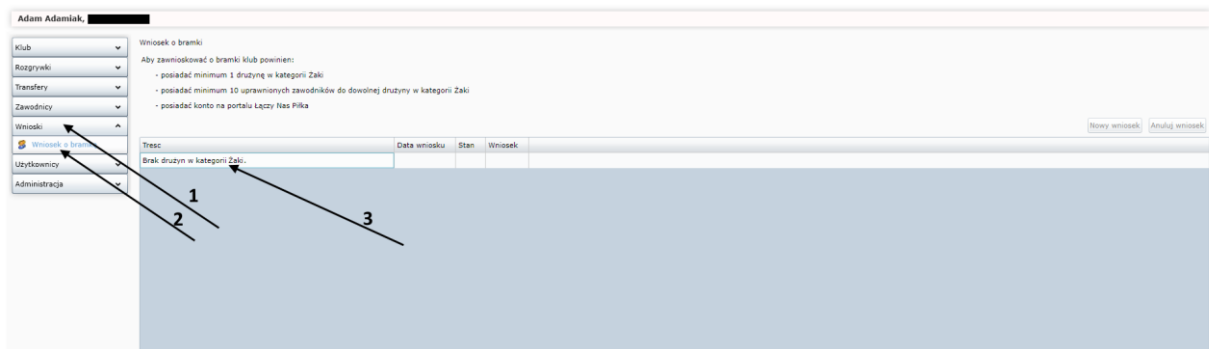 Adam Adamiak,
Klub
Rozgrywki
Transfery
Zawodnicy
Wnioski
Wniosek o bramki
Użytkownicy
Administracja
Wniosek o bramki
Aby zawnioskować o bramki klub powinien:
- posiadać minimum 1 drużynę w kategorii Żaki
- posiadać minimum 10 uprawnionych zawodników do dowolnej drużyny w kategorii Żaki
- posiadać konto na portalu Łączy Nas Piłka
Nowy wniosek Anuluj wniosek
Tresc Data wniosku Stan Wniosek
Brak drużyn w kategorii Żaki.
1
2
3